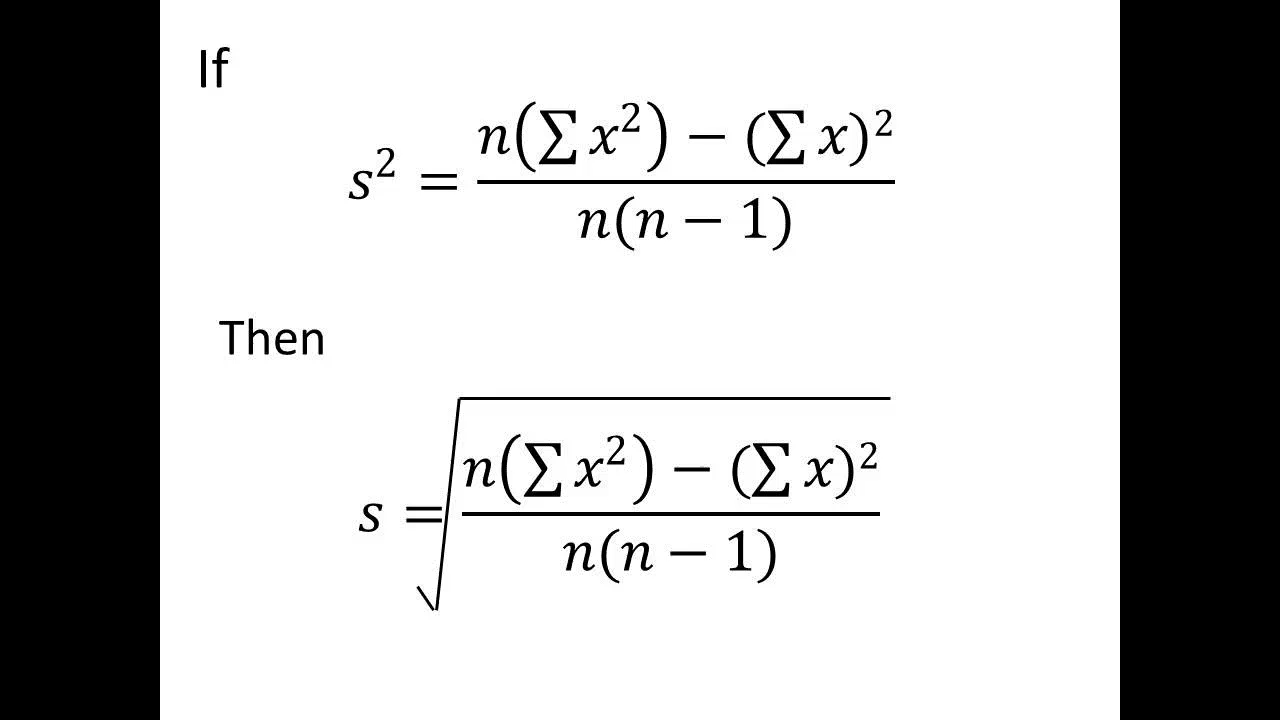 If
s² = n(∑ x²) − (∑ x)² / n(n − 1)
Then
s = √ n(∑ x²) − (∑ x)² / n(n − 1)